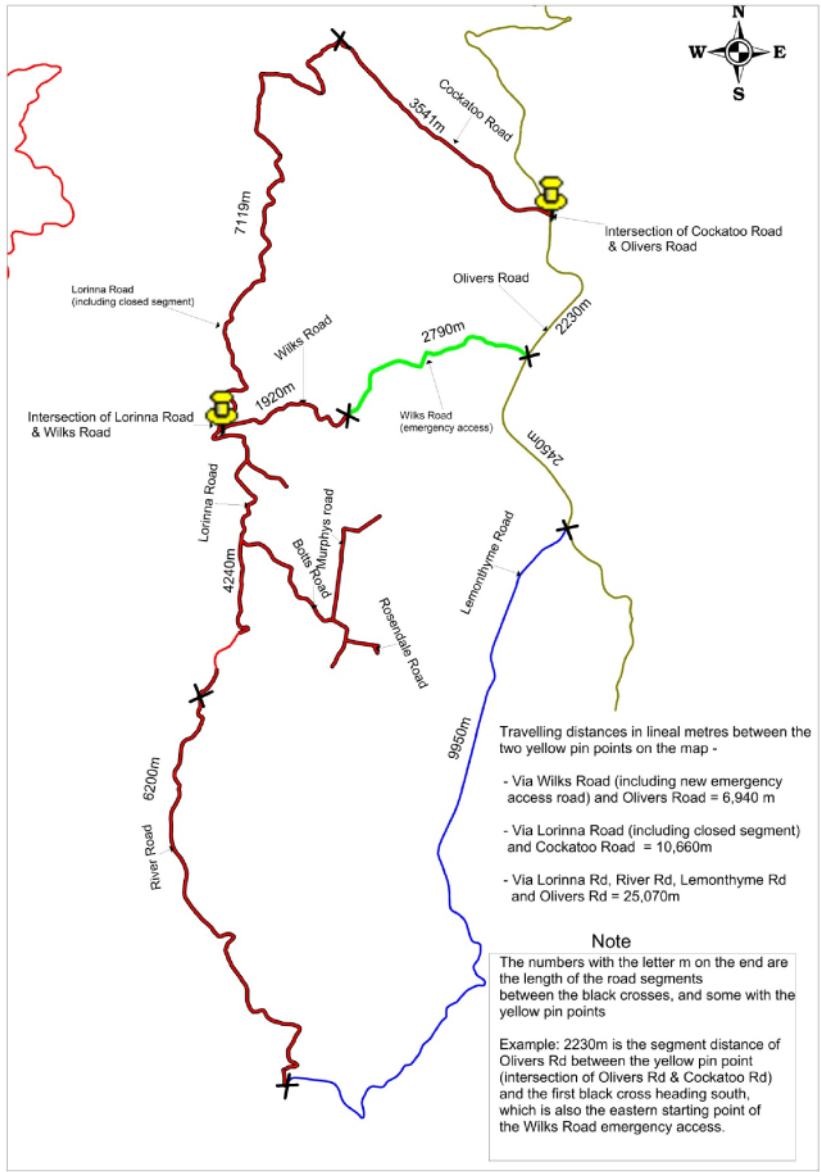 N
W E
S
Cockatoo Road
3541m
7119m
Intersection of Cockatoo Road
& Olivers Road
Lorinna Road
(including closed segment)
Olivers Road
2230m
2790m
Wilks Road
1920m
Intersection of Lorinna Road
& Wilks Road
Wilks Road
(emergency access)
2450m
Lorinna Road
4240m
Botts Road
Murphys road
Rosendale Road
Lemonthyme Road
9950m
6200m
River Road
Travelling distances in lineal metres between the
two yellow pin points on the map -
- Via Wilks Road (including new emergency
access road) and Olivers Road = 6,940 m
- Via Lorinna Road (including closed segment)
and Cockatoo Road = 10,660m
- Via Lorinna Rd, River Rd, Lemonthyme Rd
and Olivers Rd = 25,070m
Note
The numbers with the letter m on the end are
the length of the road segments
between the black crosses, and some with the
yellow pin points
Example: 2230m is the segment distance of
Olivers Rd between the yellow pin point
(intersection of Olivers Rd & Cockatoo Rd)
and the first black cross heading south,
which is also the eastern starting point of
the Wilks Road emergency access.